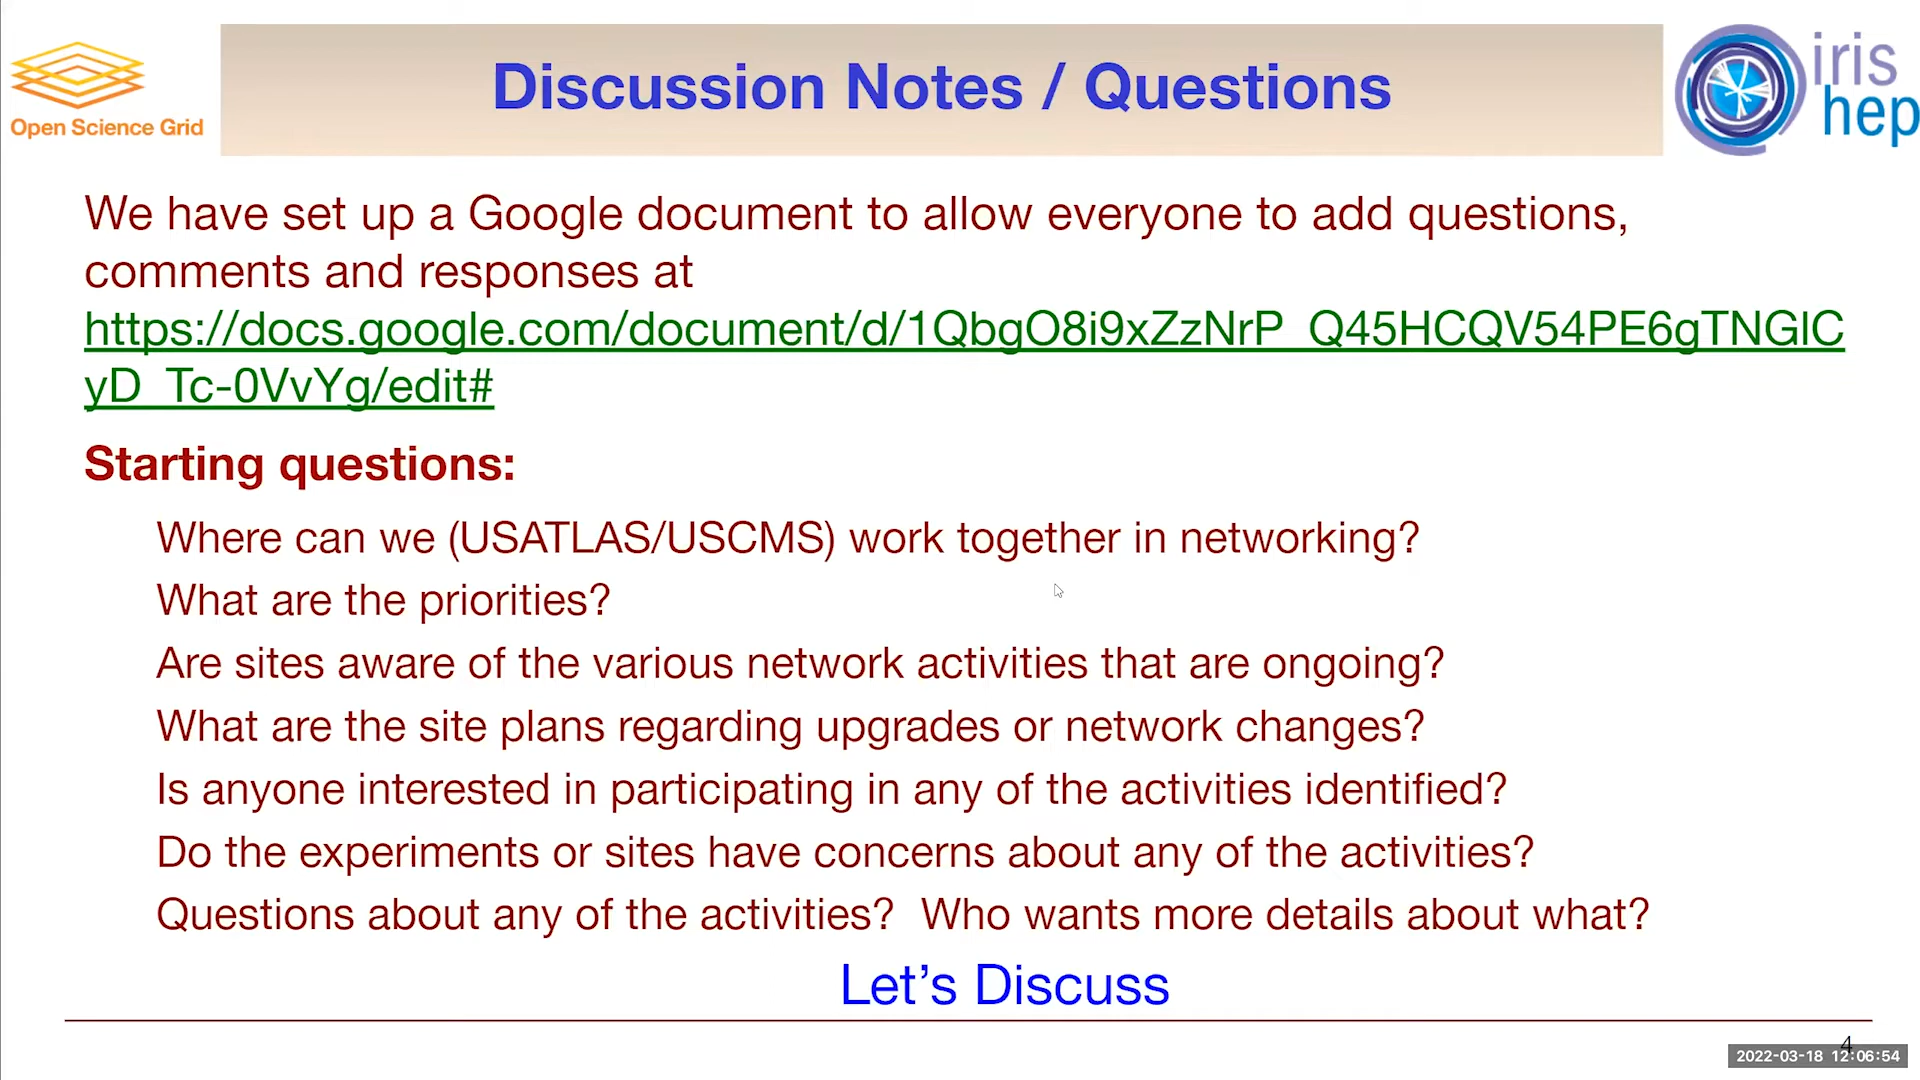 Open Science Grid
Discussion Notes / Questions
iris
hep
We have set up a Google document to allow everyone to add questions,
comments and responses at
https://docs.google.com/document/d/1QbgO8i9xZzNrP_Q45HCQV54PE6gTNGlC
yD_Tc-0VvYg/edit#
Starting questions:
Where can we (USATLAS/USCMS) work together in networking?
What are the priorities?
Are sites aware of the various network activities that are ongoing?
What are the site plans regarding upgrades or network changes?
Is anyone interested in participating in any of the activities identified?
Do the experiments or sites have concerns about any of the activities?
Questions about any of the activities?  Who wants more details about what?
Let’s Discuss
4
2022-03-18 12:06:54